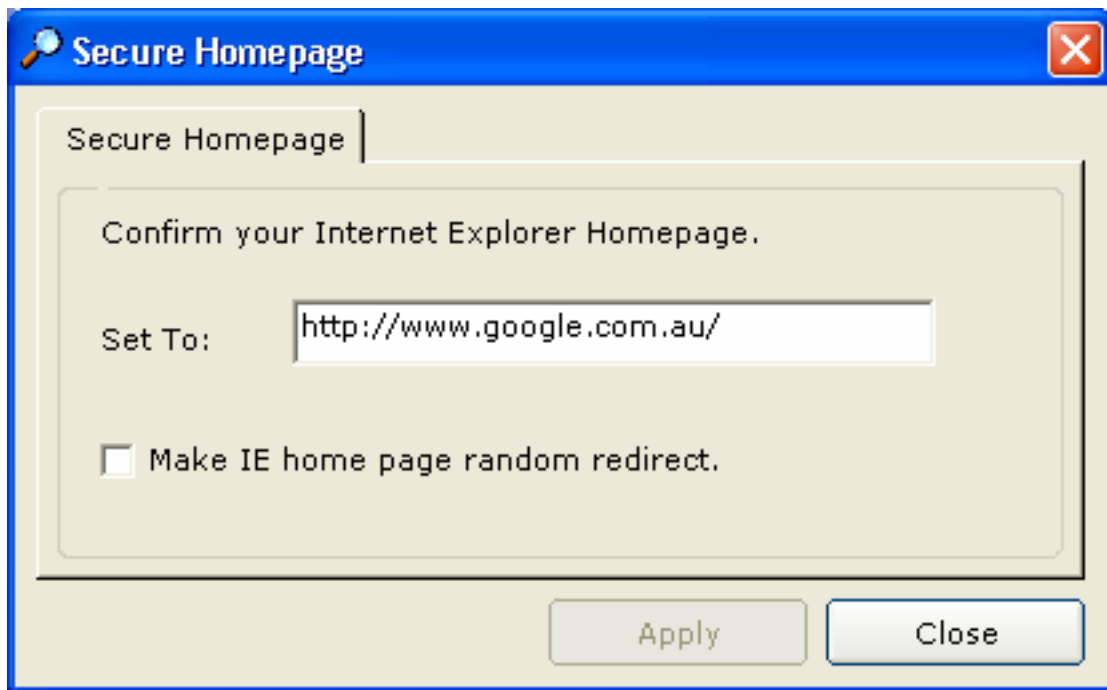 Secure Homepage
Secure Homepage
Confirm your Internet Explorer Homepage.
Set To: http://www.google.com.au/
Make IE home page random redirect.
Apply Close